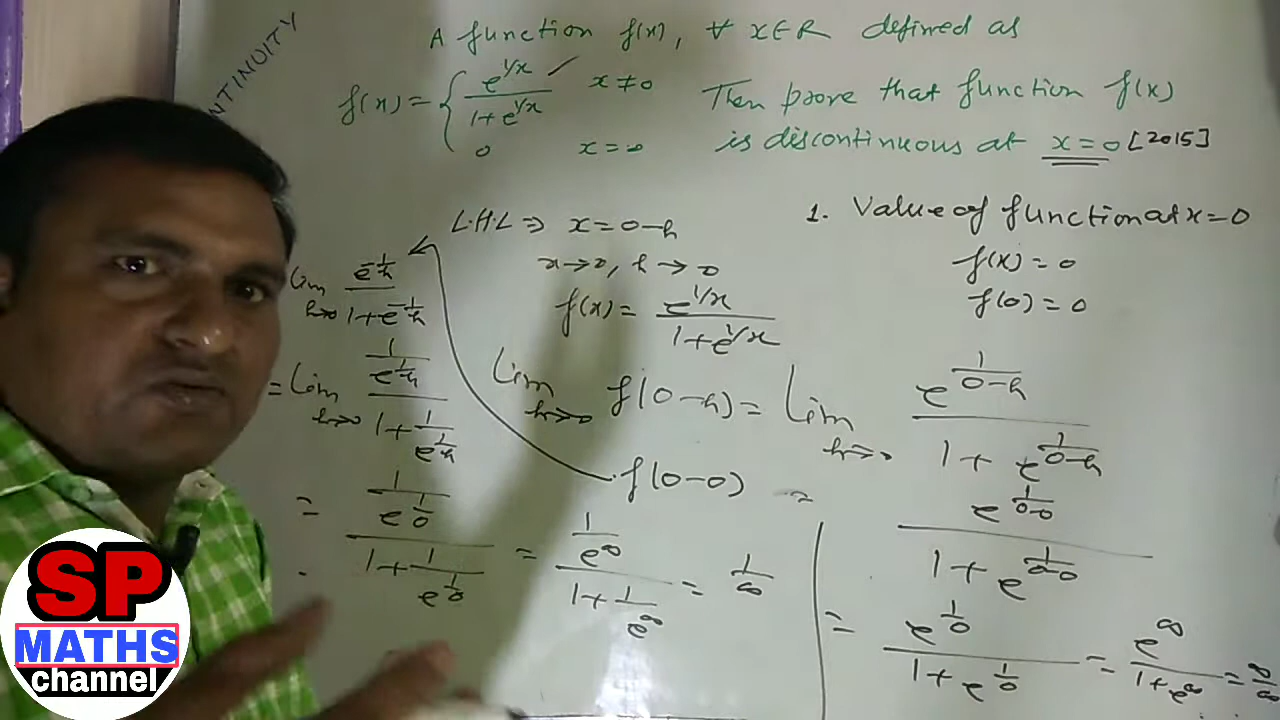 A function f(x), ∀ x∈R defined as
f(x) = { e^{1/x} / (1+e^{1/x}) x≠0
0 x=0
Then prove that function f(x)
is discontinuous at x=0 [2015]
NTINUITY
1. Value of function at x=0
f(x) = 0
f(0) = 0
L.H.L ⇒ x = 0-h
x→0, h→0
f(x) = e^{1/x} / (1+e^{1/x})
Lim h→0 f(0-h) = Lim h→0 e^{1/(0-h)} / (1+e^{1/(0-h)})
f(0-0) = e^{1/(0-0)} / (1+e^{1/(0-0)})
= e^{1/0} / (1+e^{1/0}) = e^∞ / (1+e^∞) = ∞/∞
Lim h→0 e^{-1/h} / (1+e^{-1/h})
= Lim h→0 (1/e^{1/h}) / (1+1/e^{1/h})
= (1/e^{1/0}) / (1+1/e^{1/0}) = (1/e^∞) / (1+1/e^∞) = 1/∞
SP
MATHS
channel